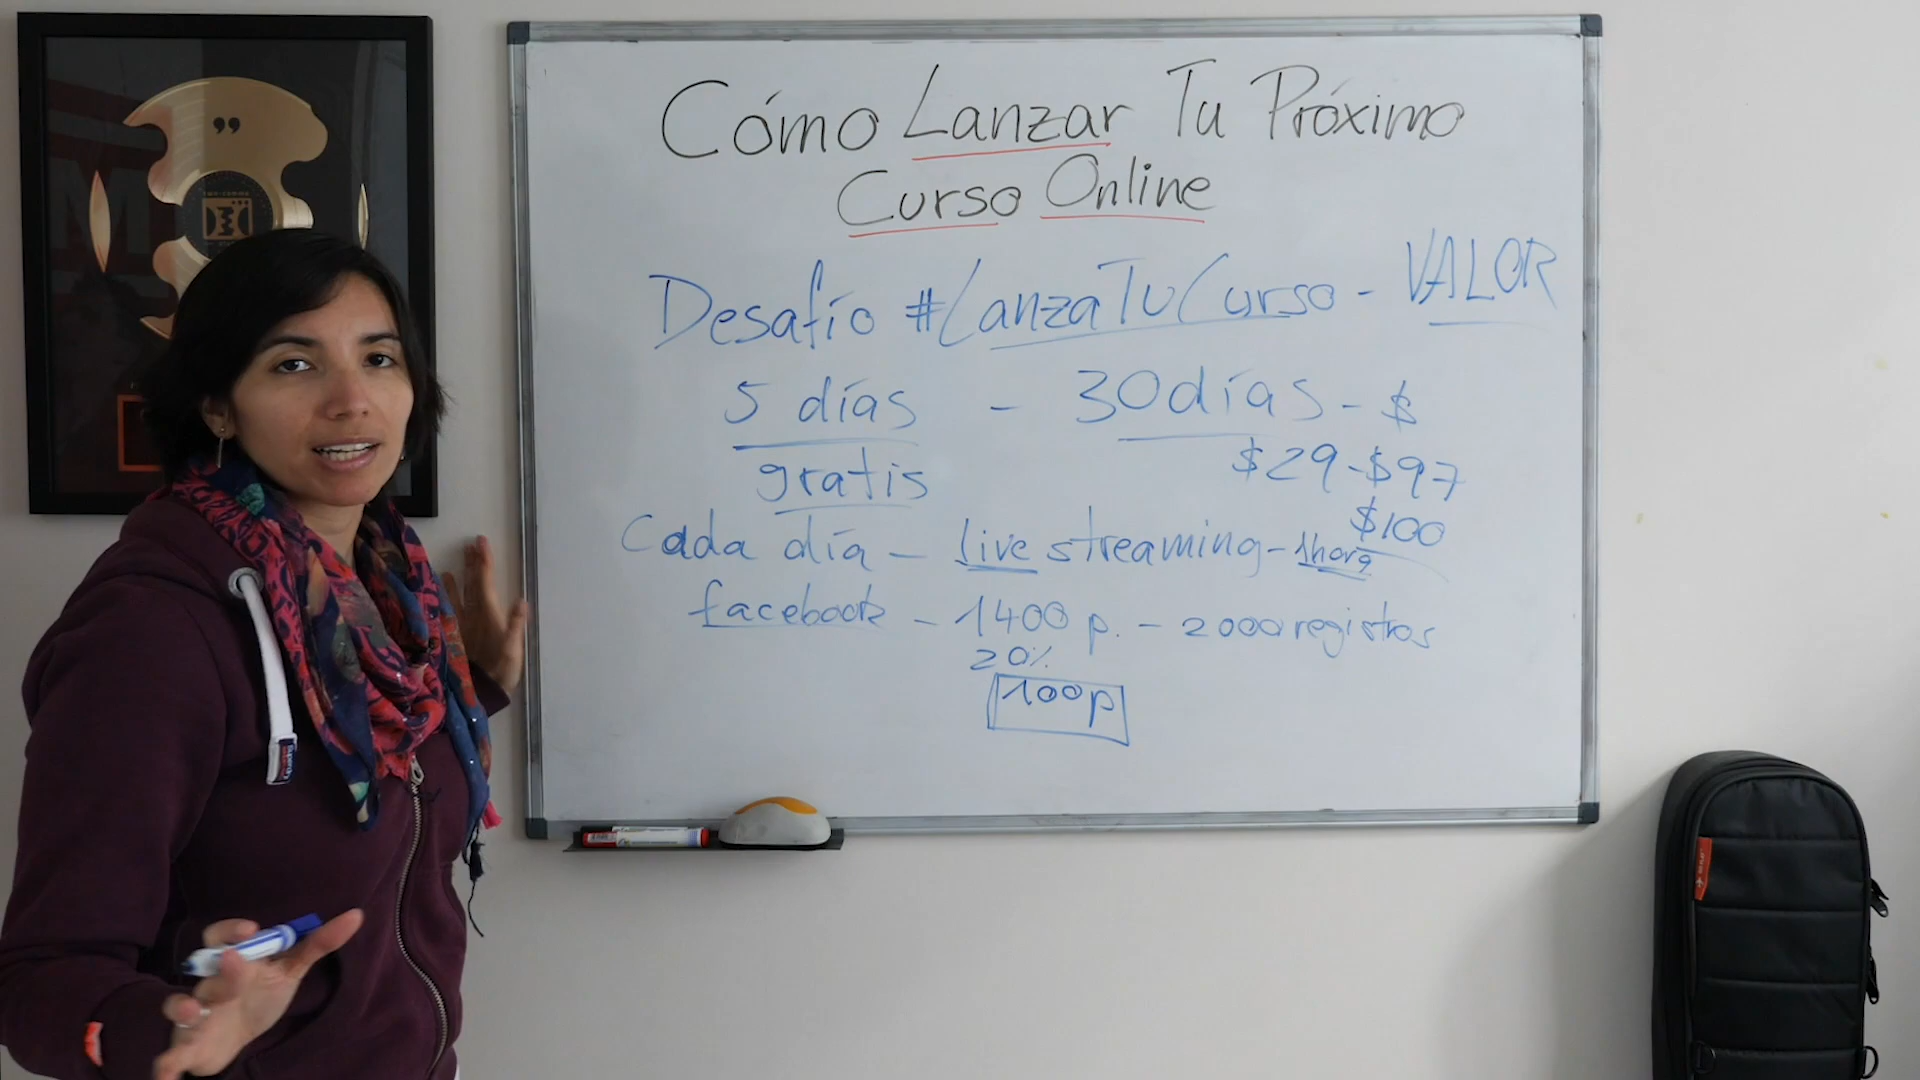 Cómo Lanzar Tu Próximo
Curso Online
Desafío #LanzaTuCurso - VALOR
5 días - 30 días - $
gratis $29 - $97
$100
Cada día - live streaming - 1hora
facebook - 1400 p. - 2000 registros
20%
100p